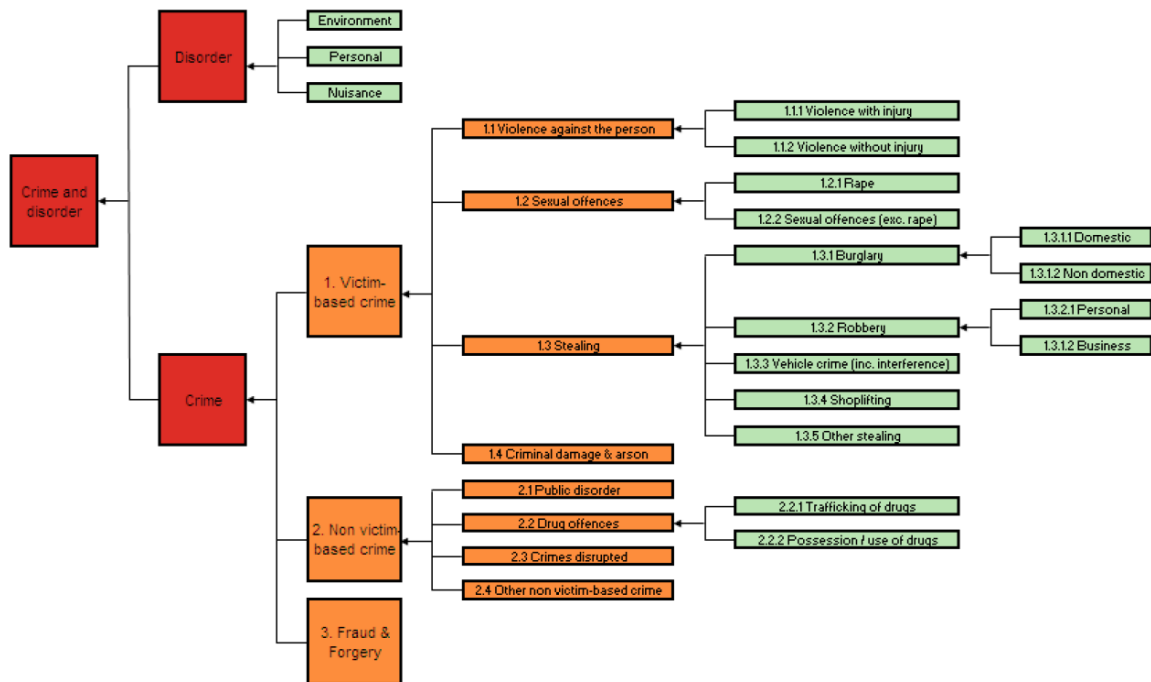 Environment
Disorder
Personal
Nuisance
1.1.1 Violence with injury
1.1 Violence against the person
1.1.2 Violence without injury
Crime and
disorder
1.2.1 Rape
1.2 Sexual offences
1.2.2 Sexual offences (exc. rape)
1.3.1.1 Domestic
1.3.1 Burglary
1.3.1.2 Non domestic
1. Victim-
based crime
1.3.2.1 Personal
1.3.2 Robbery
1.3.1.2 Business
1.3 Stealing
1.3.3 Vehicle crime (inc. interference)
Crime
1.3.4 Shoplifting
1.3.5 Other stealing
1.4 Criminal damage & arson
2.1 Public disorder
2.2.1 Trafficking of drugs
2.2 Drug offences
2. Non victim-
based crime
2.2.2 Possession / use of drugs
2.3 Crimes disrupted
2.4 Other non victim-based crime
3. Fraud &
Forgery